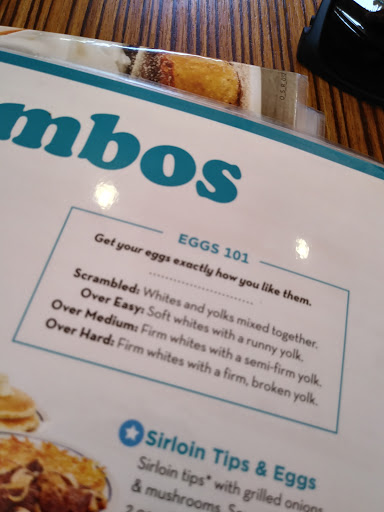 mbos
EGGS 101
Get your eggs exactly how you like them.
Scrambled: Whites and yolks mixed together.
Over Easy: Soft whites with a runny yolk.
Over Medium: Firm whites with a semi-firm yolk.
Over Hard: Firm whites with a firm, broken yolk.
Sirloin Tips & Eggs
Sirloin tips* with grilled onions
& mushrooms.